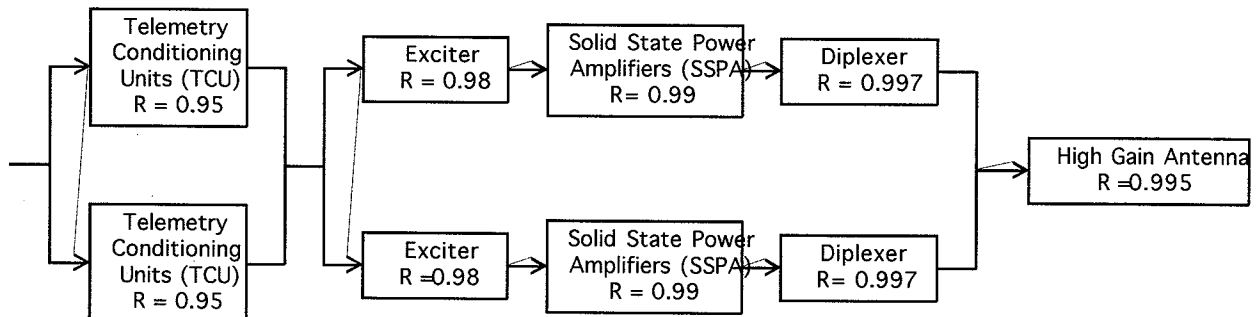 Telemetry
Conditioning
Units (TCU)
R = 0.95
Exciter
R = 0.98
Solid State Power
Amplifiers (SSPA)
R= 0.99
Diplexer
R = 0.997
High Gain Antenna
R =0.995
Telemetry
Conditioning
Units (TCU)
R = 0.95
Exciter
R =0.98
Solid State Power
Amplifiers (SSPA)
R = 0.99
Diplexer
R= 0.997